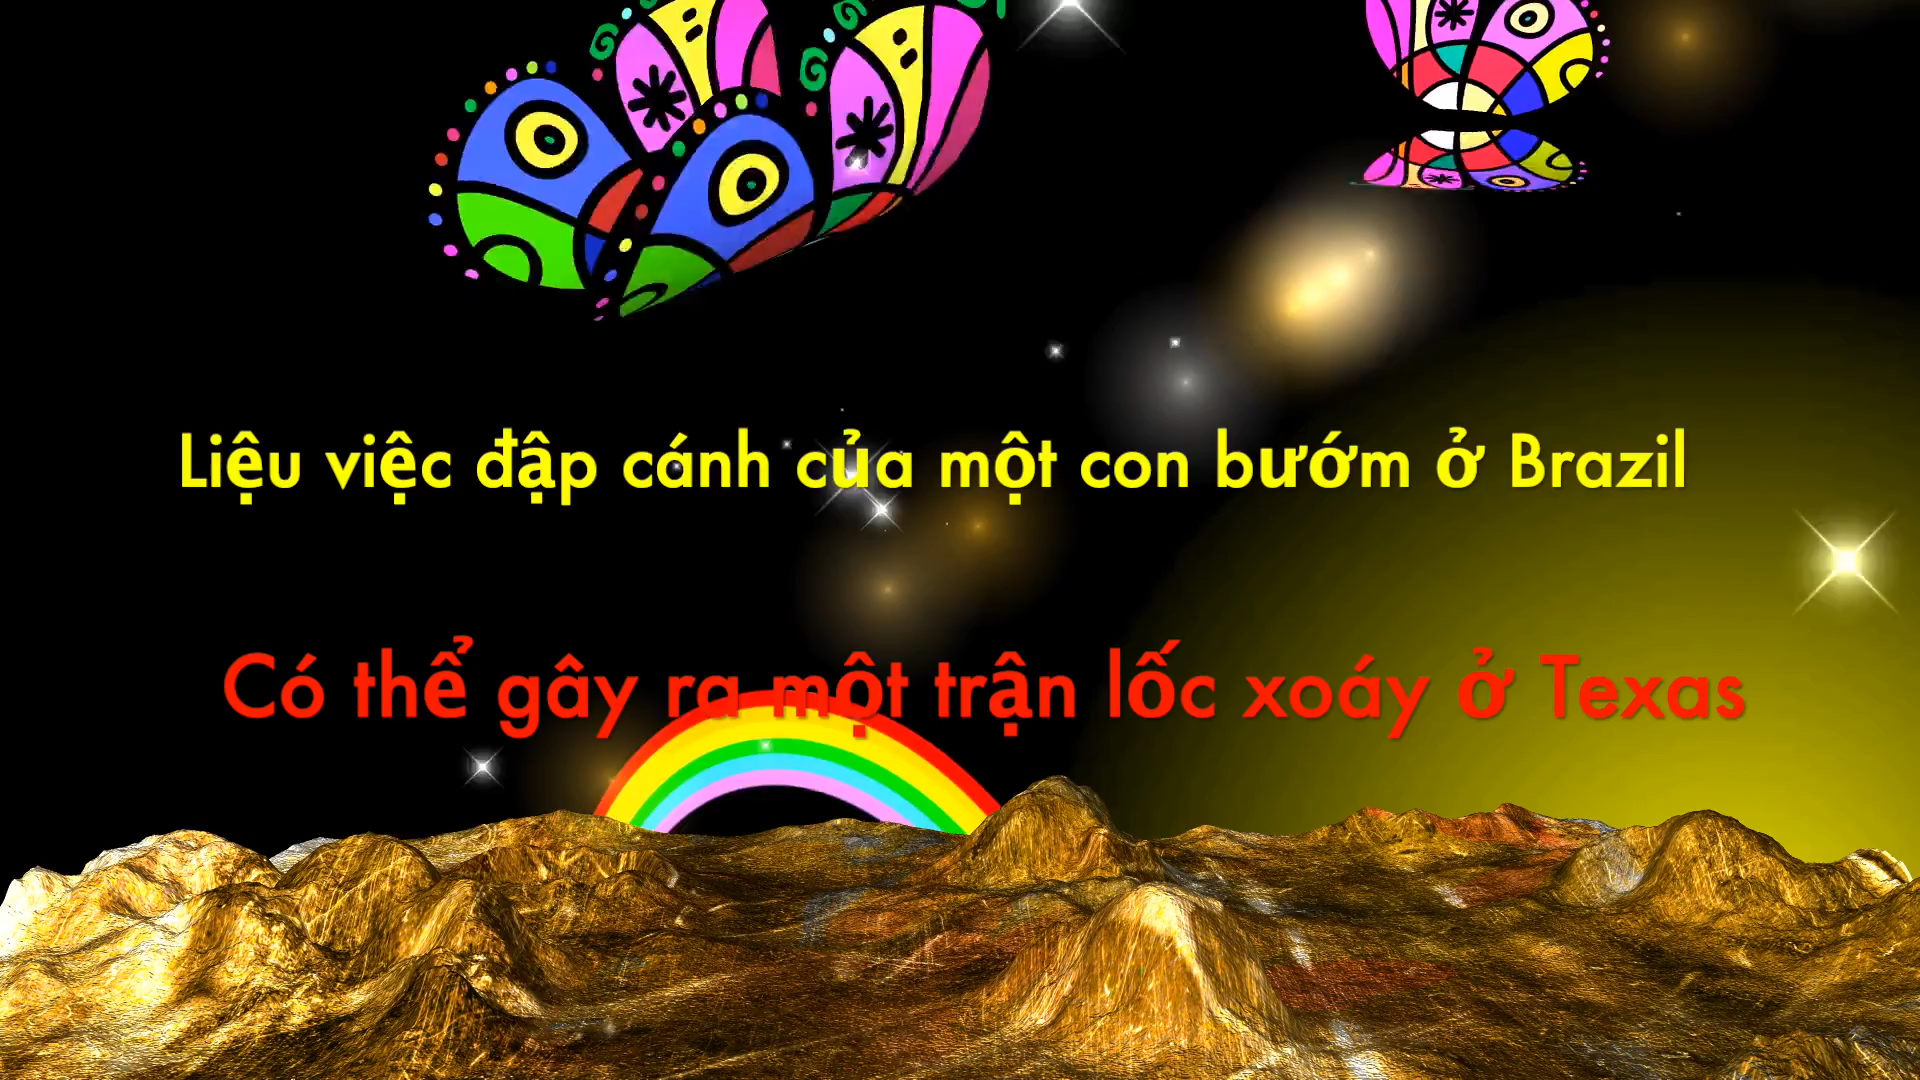 Liệu việc đập cánh của một con bướm ở Brazil
Có thể gây ra một trận lốc xoáy ở Texas